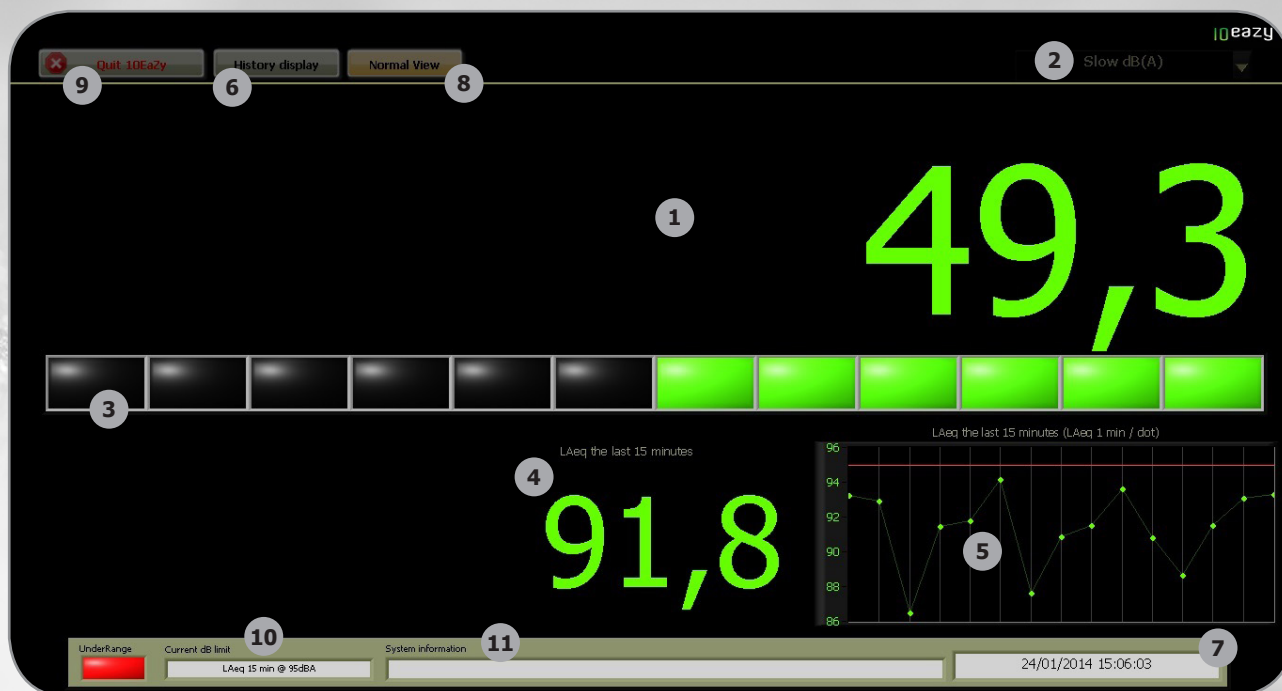 10eazy
Quit 10EaZy
History display
Normal View
2
Slow dB(A)
9
6
8
1
49,3
3
LAeq the last 15 minutes
4
91,8
LAeq the last 15 minutes (LAeq 1 min / dot)
96
94
92
90
88
86
5
10
11
7
UnderRange
Current dB limit
System information
LAeq 15 min @ 95dBA
24/01/2014 15:06:03